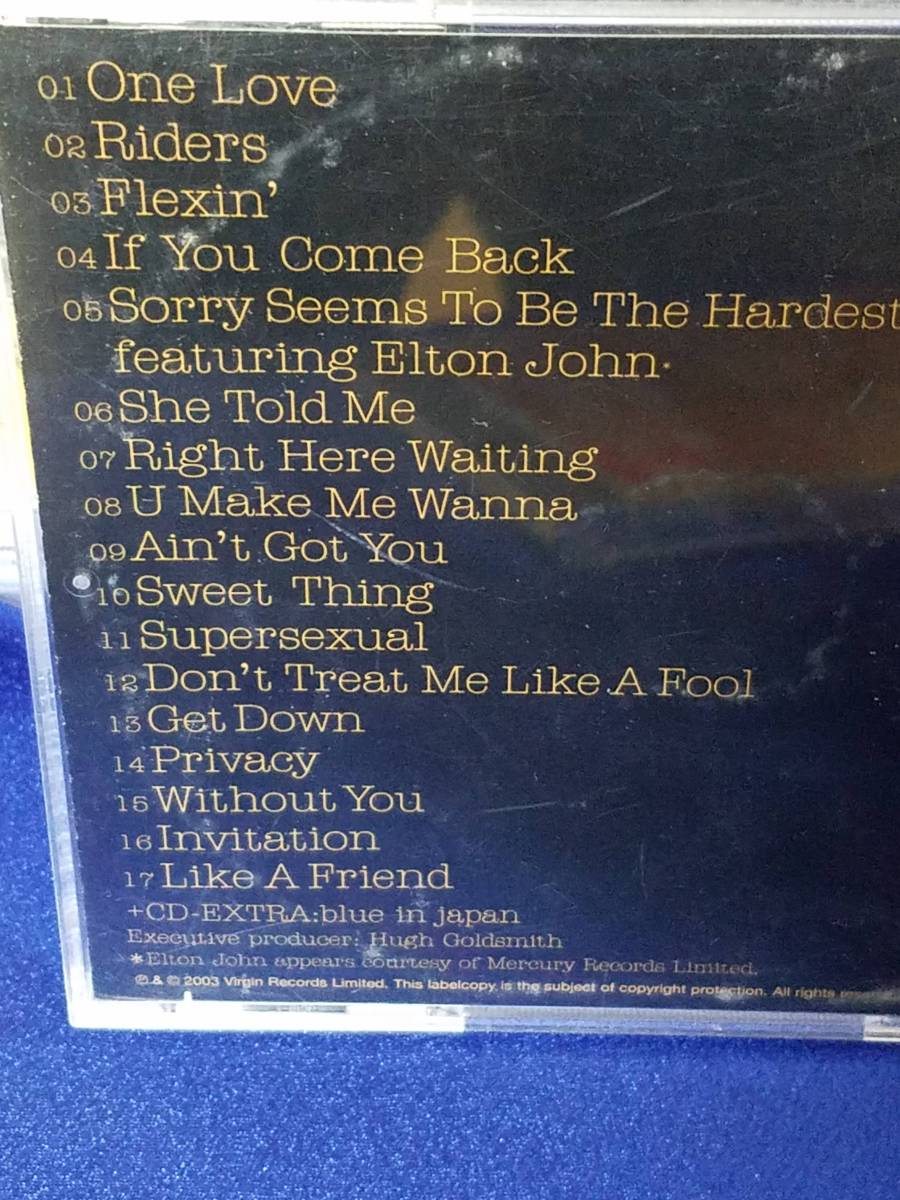 01 One Love
02 Riders
03 Flexin'
04 If You Come Back
05 Sorry Seems To Be The Hardest
featuring Elton John*
06 She Told Me
07 Right Here Waiting
08 U Make Me Wanna
09 Ain't Got You
10 Sweet Thing
11 Supersexual
12 Don't Treat Me Like A Fool
13 Get Down
14 Privacy
15 Without You
16 Invitation
17 Like A Friend
+CD-EXTRA:blue in japan
Executive producer: Hugh Goldsmith
*Elton John appears courtesy of Mercury Records Limited.
℗ & © 2003 Virgin Records Limited. This labelcopy is the subject of copyright protection. All rights